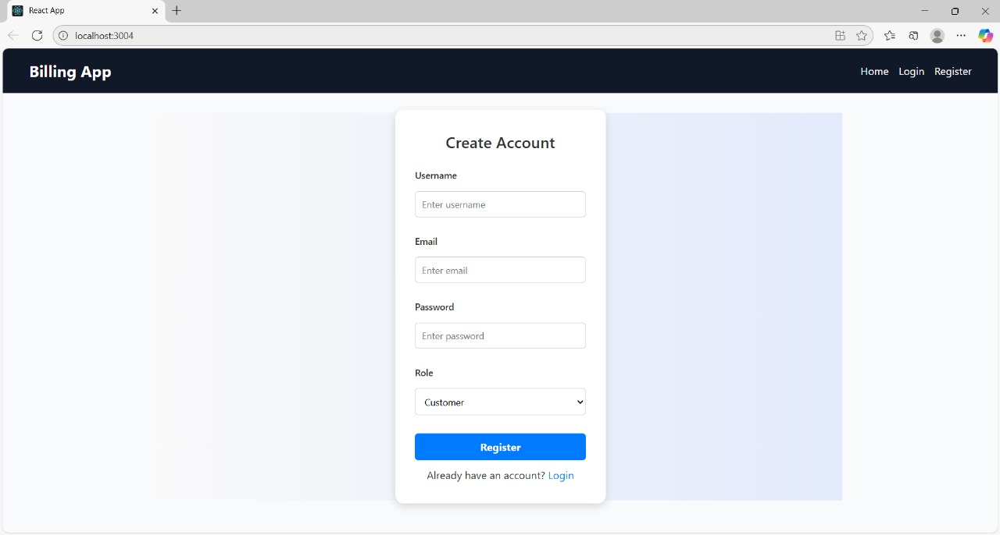 React App
localhost:3004
Billing App
Home Login Register
Create Account
Username
Enter username
Email
Enter email
Password
Enter password
Role
Customer
Register
Already have an account? Login